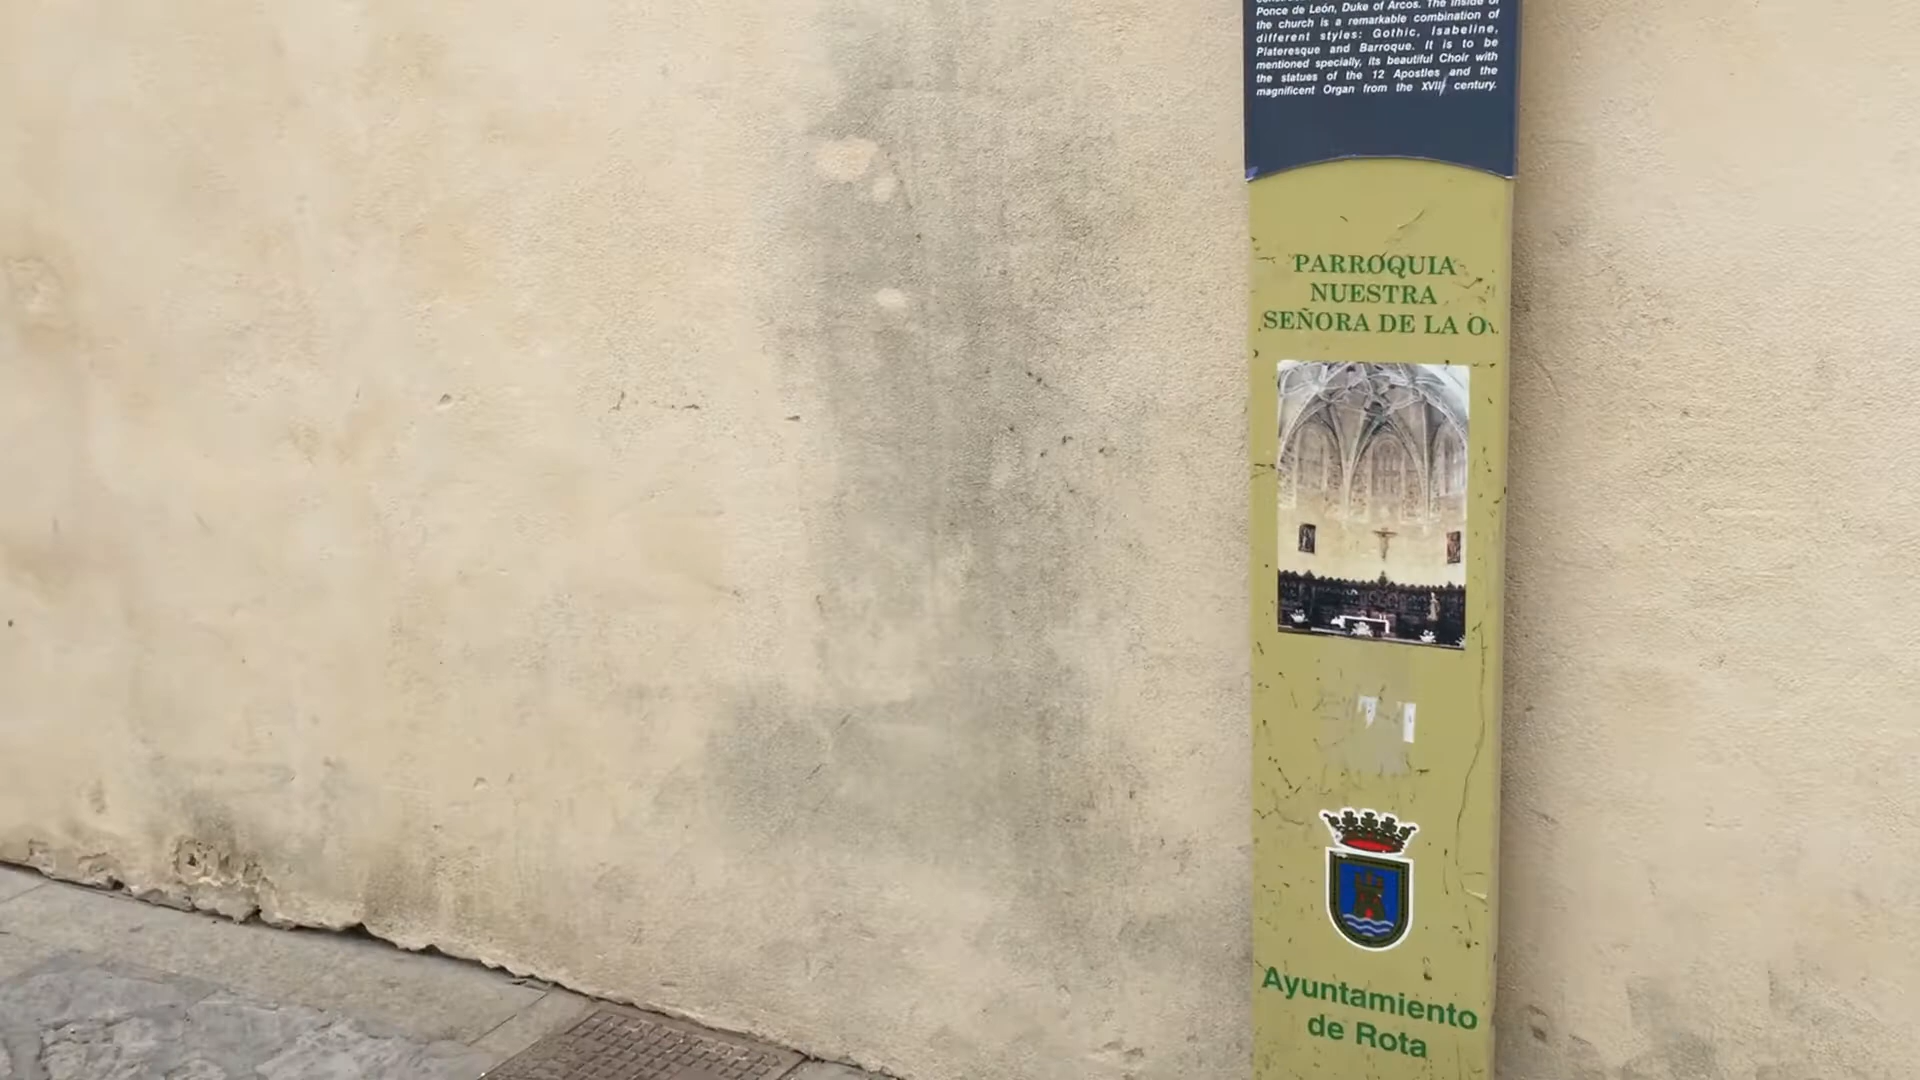 Ponce de León, Duke of Arcos. The inside of
the church is a remarkable combination of
different styles: Gothic, Isabeline,
Plateresque and Barroque. It is to be
mentioned specially, its beautiful Choir with
the statues of the 12 Apostles and the
magnificent Organ from the XVII century.
PARROQUIA
NUESTRA
SEÑORA DE LA O
Ayuntamiento
de Rota